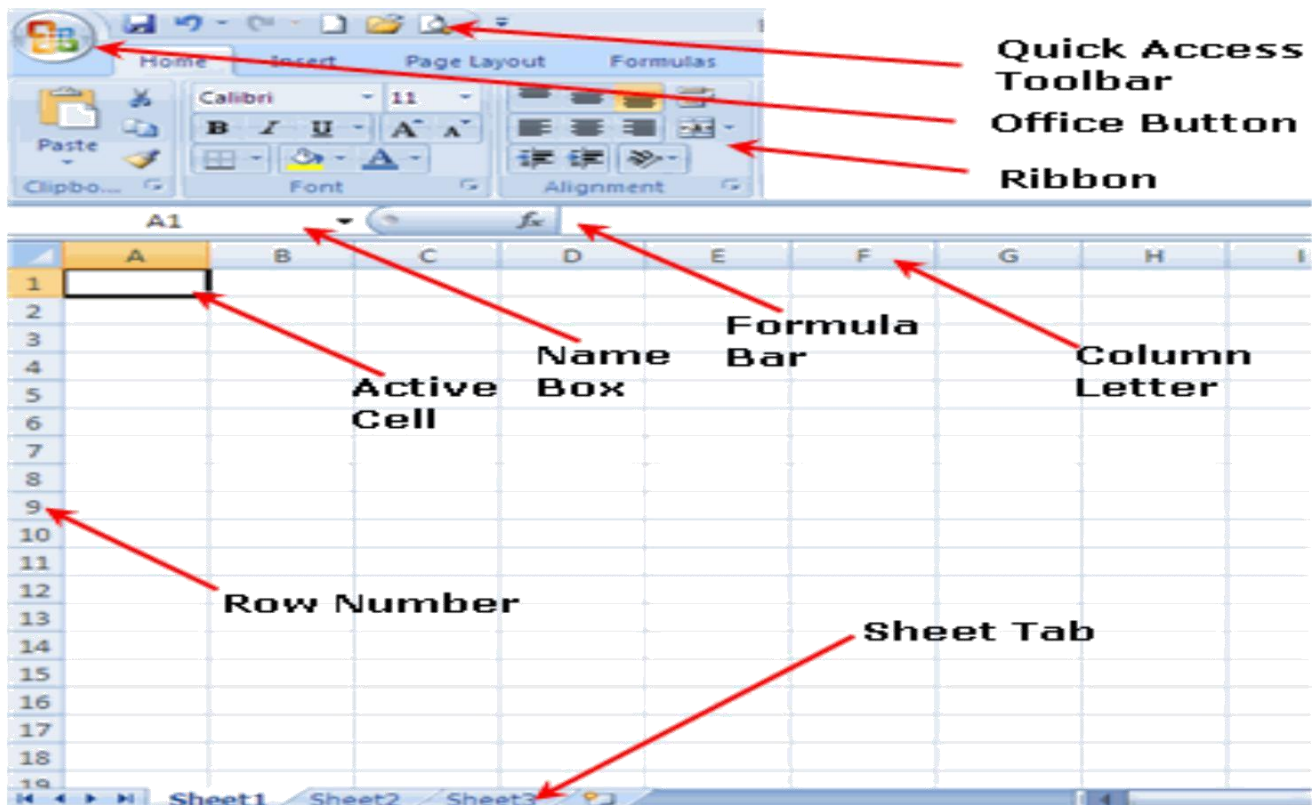 Quick Access
Toolbar
Home Insert Page Layout Formulas
Calibri 11
Office Button
B I U A A
Paste
A
Ribbon
Clipbo... Font Alignment
A1 fx
A B C D E F G H I
1
2
3
4
5
6
7
8
9
10
11
12
13
14
15
16
17
18
19
Formula
Bar
Name
Box
Column
Letter
Active
Cell
Row Number
Sheet Tab
Sheet1 Sheet2 Sheet3